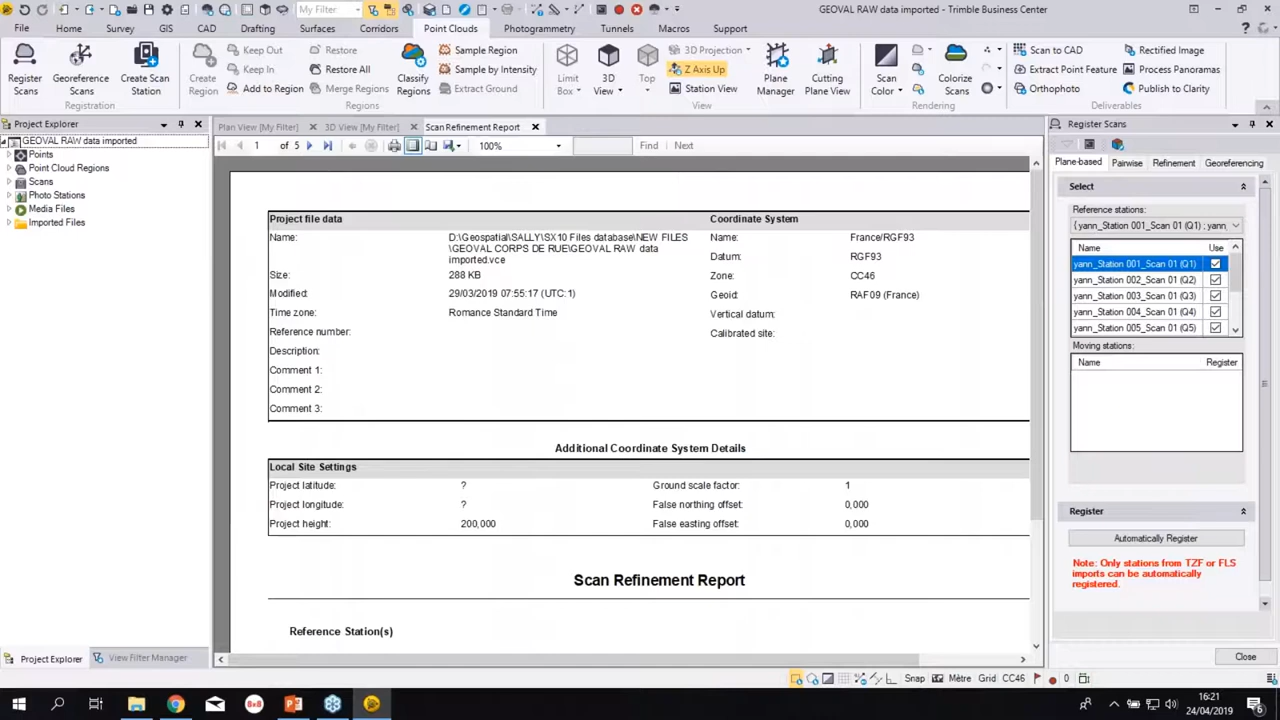 My Filter:
GEOVAL RAW data imported - Trimble Business Center
File Home Survey GIS CAD Drafting Surfaces Corridors Point Clouds Photogrammetry Tunnels Macros Support
Register Scans
Georeference Scans
Create Scan Station
Registration
Create Region
Keep Out
Keep In
Add to Region
Restore
Restore All
Merge Regions
Classify Regions
Sample Region
Sample by Intensity
Extract Ground
Regions
Limit Box
3D View
Top
3D Projection
Z Axis Up
Station View
Plane Manager
Cutting Plane View
View
Scan Color
Colorize Scans
Rendering
Scan to CAD
Extract Point Feature
Orthophoto
Rectified Image
Process Panoramas
Publish to Clarity
Deliverables
Project Explorer
GEOVAL RAW data imported
Points
Point Cloud Regions
Scans
Photo Stations
Media Files
Imported Files
Project Explorer View Filter Manager
Plan View [My Filter] 3D View [My Filter] Scan Refinement Report
1 of 5 100% Find Next
Project file data Coordinate System
Name: D:\Geospatial\SALLY\SX10 Files database\NEW FILES
\GEOVAL CORPS DE RUE\GEOVAL RAW data
imported.vce
Size: 288 KB
Modified: 29/03/2019 07:55:17 (UTC:1)
Time zone: Romance Standard Time
Reference number:
Description:
Comment 1:
Comment 2:
Comment 3:
Name: France/RGF93
Datum: RGF93
Zone: CC46
Geoid: RAF09 (France)
Vertical datum:
Calibrated site:
Additional Coordinate System Details
Local Site Settings
Project latitude: ? Ground scale factor: 1
Project longitude: ? False northing offset: 0,000
Project height: 200,000 False easting offset: 0,000
Scan Refinement Report
Reference Station(s)
Register Scans
Plane-based Pairwise Refinement Georeferencing
Select
Reference stations:
{yann_Station 001_Scan 01 (Q1) ; yann_
Name Use
yann_Station 001_Scan 01 (Q1)
yann_Station 002_Scan 01 (Q2)
yann_Station 003_Scan 01 (Q3)
yann_Station 004_Scan 01 (Q4)
yann_Station 005_Scan 01 (Q5)
Moving stations:
Name Register
Register
Automatically Register
Note: Only stations from TZF or FLS
imports can be automatically
registered.
Close
Snap Mètre Grid CC46 0
16:21
24/04/2019
6